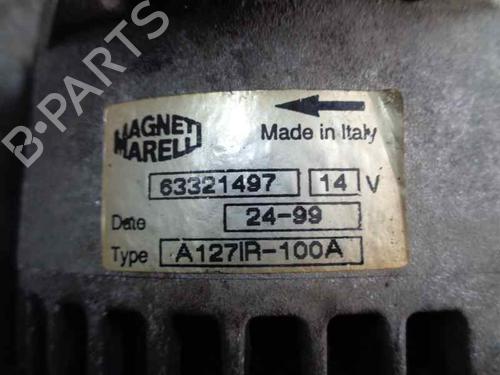 MAGNETI
MARELLI
Made in Italy
63321497 14 V
Date 24-99
Type A127IR-100A
B-PARTS